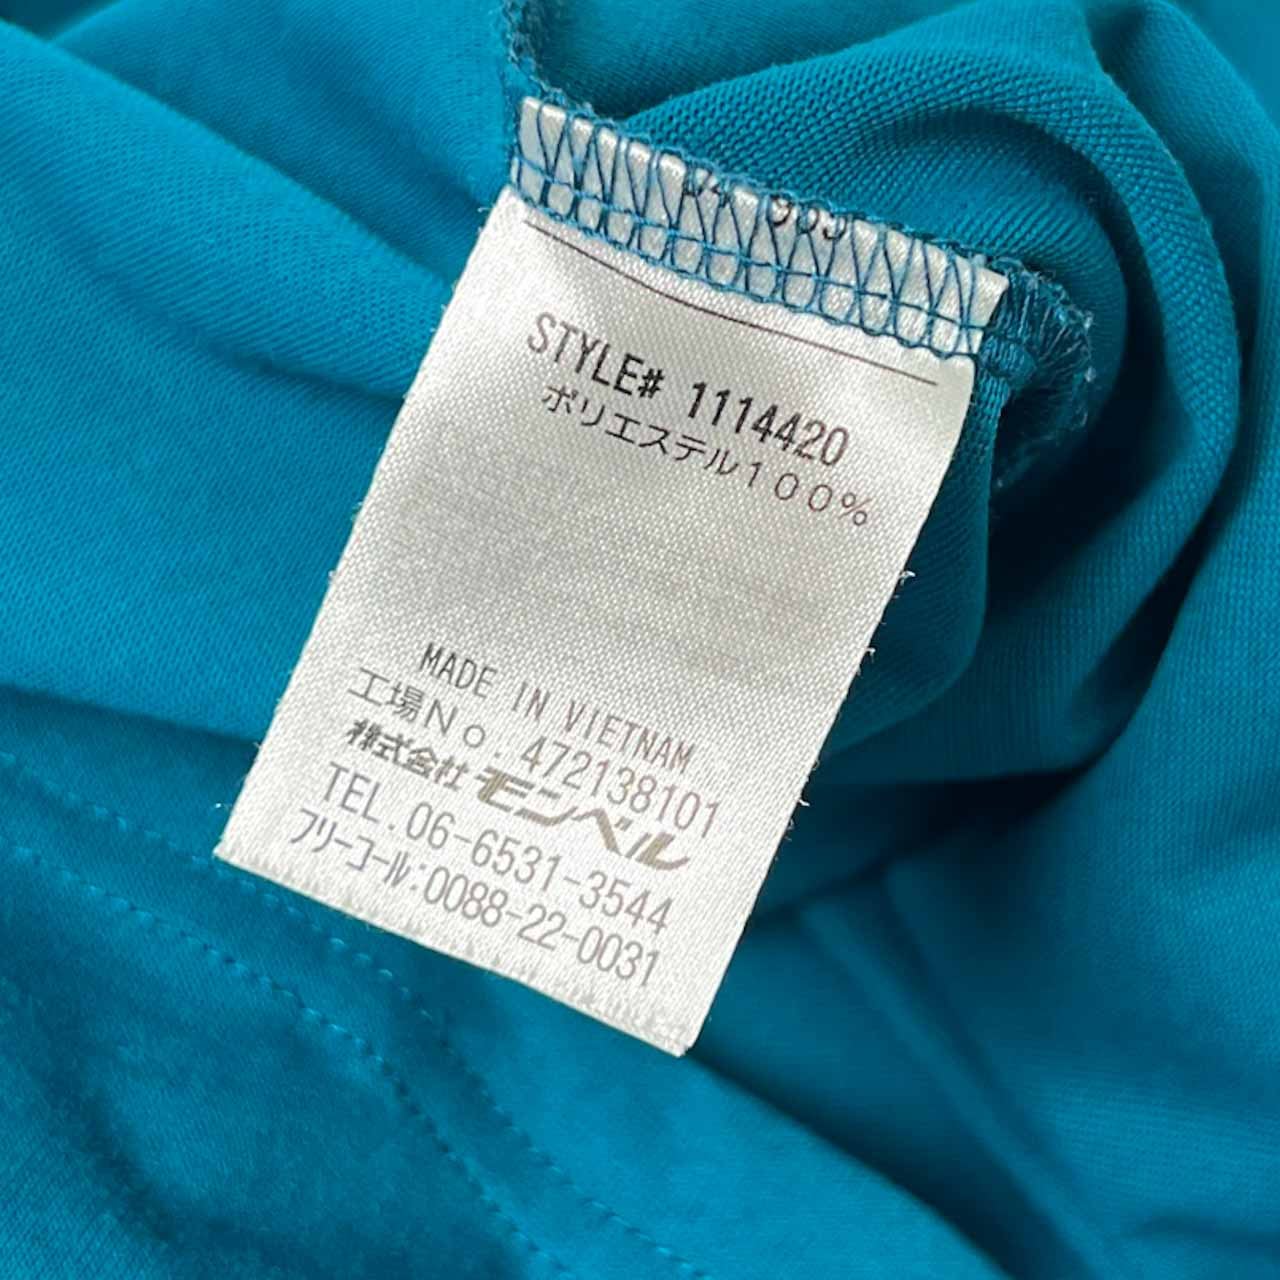 STYLE# 1114420
ポリエステル100%
MADE IN VIETNAM
工場No. 472138101
株式会社モンベル
TEL. 06-6531-3544
フリーコール:0088-22-0031